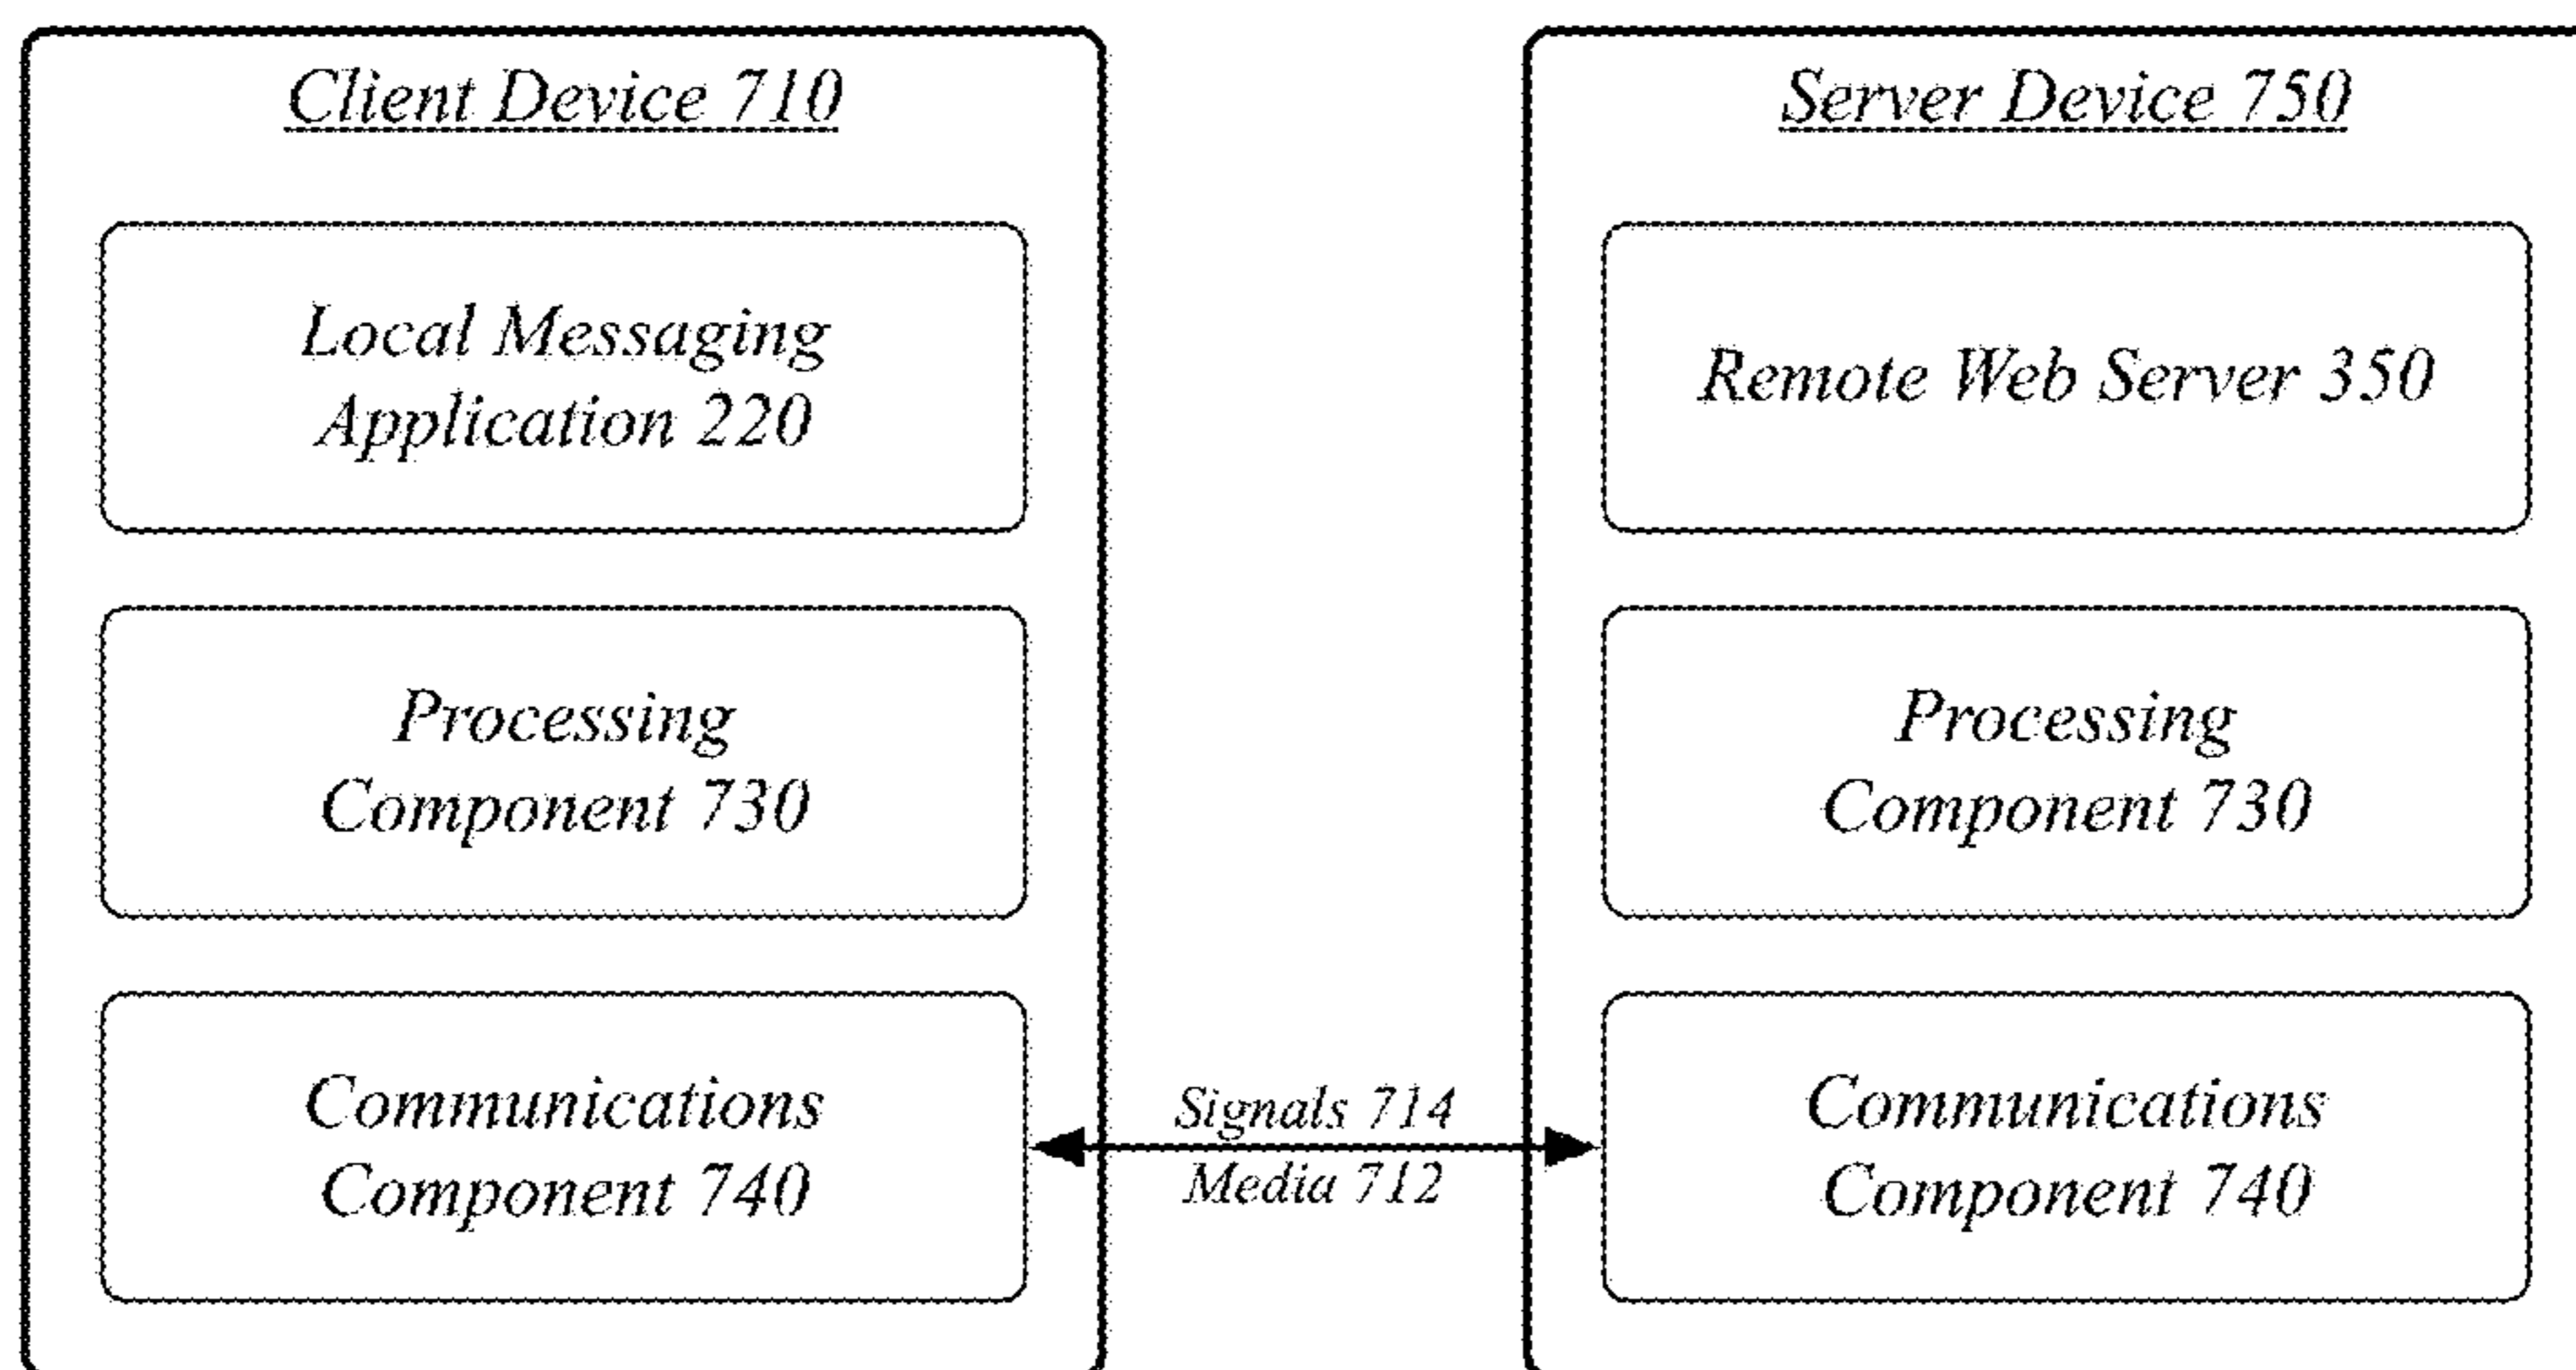 Client Device 710
Local Messaging
Application 220
Processing
Component 730
Communications
Component 740
Signals 714
Media 712
Server Device 750
Remote Web Server 350
Processing
Component 730
Communications
Component 740